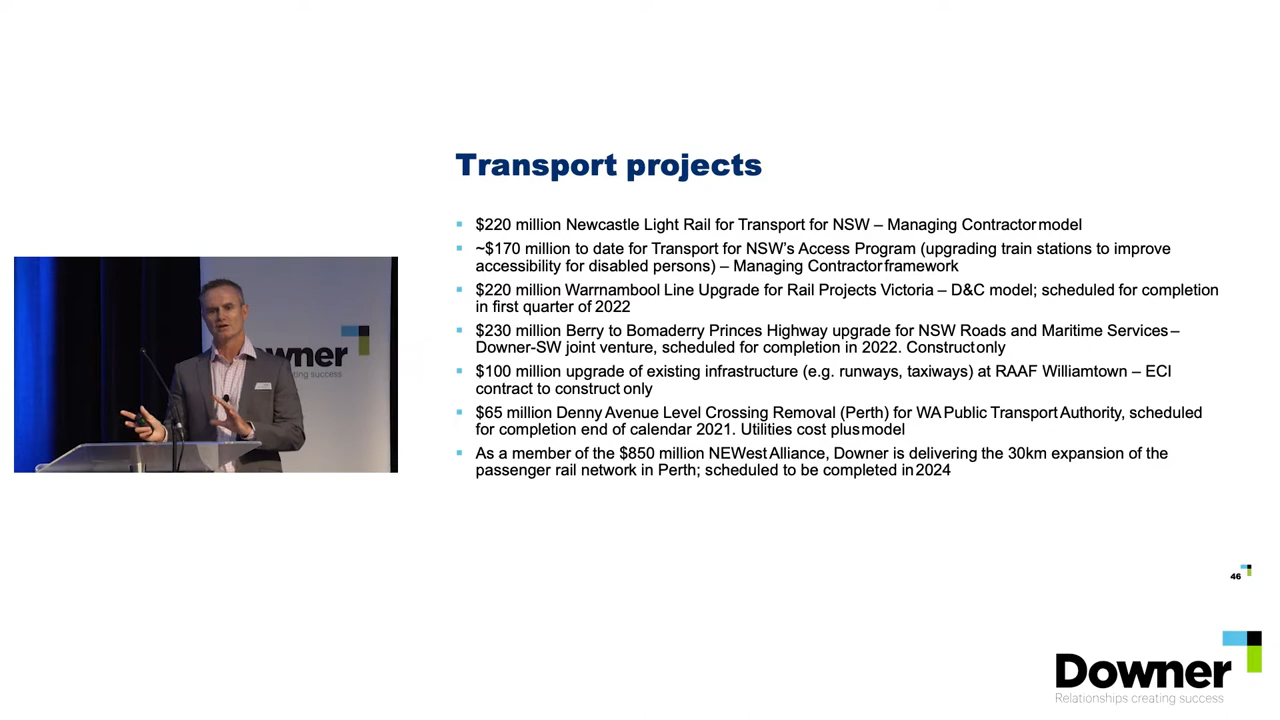 Transport projects
$220 million Newcastle Light Rail for Transport for NSW – Managing Contractor model
~$170 million to date for Transport for NSW's Access Program (upgrading train stations to improve
accessibility for disabled persons) – Managing Contractor framework
$220 million Warrnambool Line Upgrade for Rail Projects Victoria – D&C model; scheduled for completion
in first quarter of 2022
$230 million Berry to Bomaderry Princes Highway upgrade for NSW Roads and Maritime Services –
Downer-SW joint venture, scheduled for completion in 2022. Construct only
$100 million upgrade of existing infrastructure (e.g. runways, taxiways) at RAAF Williamtown – ECI
contract to construct only
$65 million Denny Avenue Level Crossing Removal (Perth) for WA Public Transport Authority, scheduled
for completion end of calendar 2021. Utilities cost plus model
As a member of the $850 million NEWest Alliance, Downer is delivering the 30km expansion of the
passenger rail network in Perth; scheduled to be completed in 2024
wner
success
46
Downer
Relationships creating success